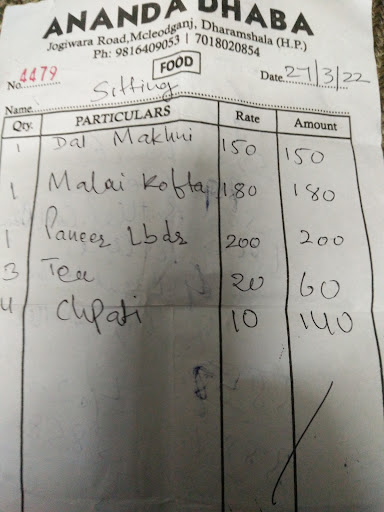 ANANDA DHABA
Jogiwara Road, Mcleodganj, Dharamshala (H.P.)
Ph: 9816409053 | 7018020854
No. 4479 FOOD Date 27/3/22
Name Sitting
Qty. PARTICULARS Rate Amount
1 Dal Makhni 150 150
1 Malai Kofta 180 180
1 Paneer Lbdr 200 200
3 Tea 20 60
4 Chpati 10 140